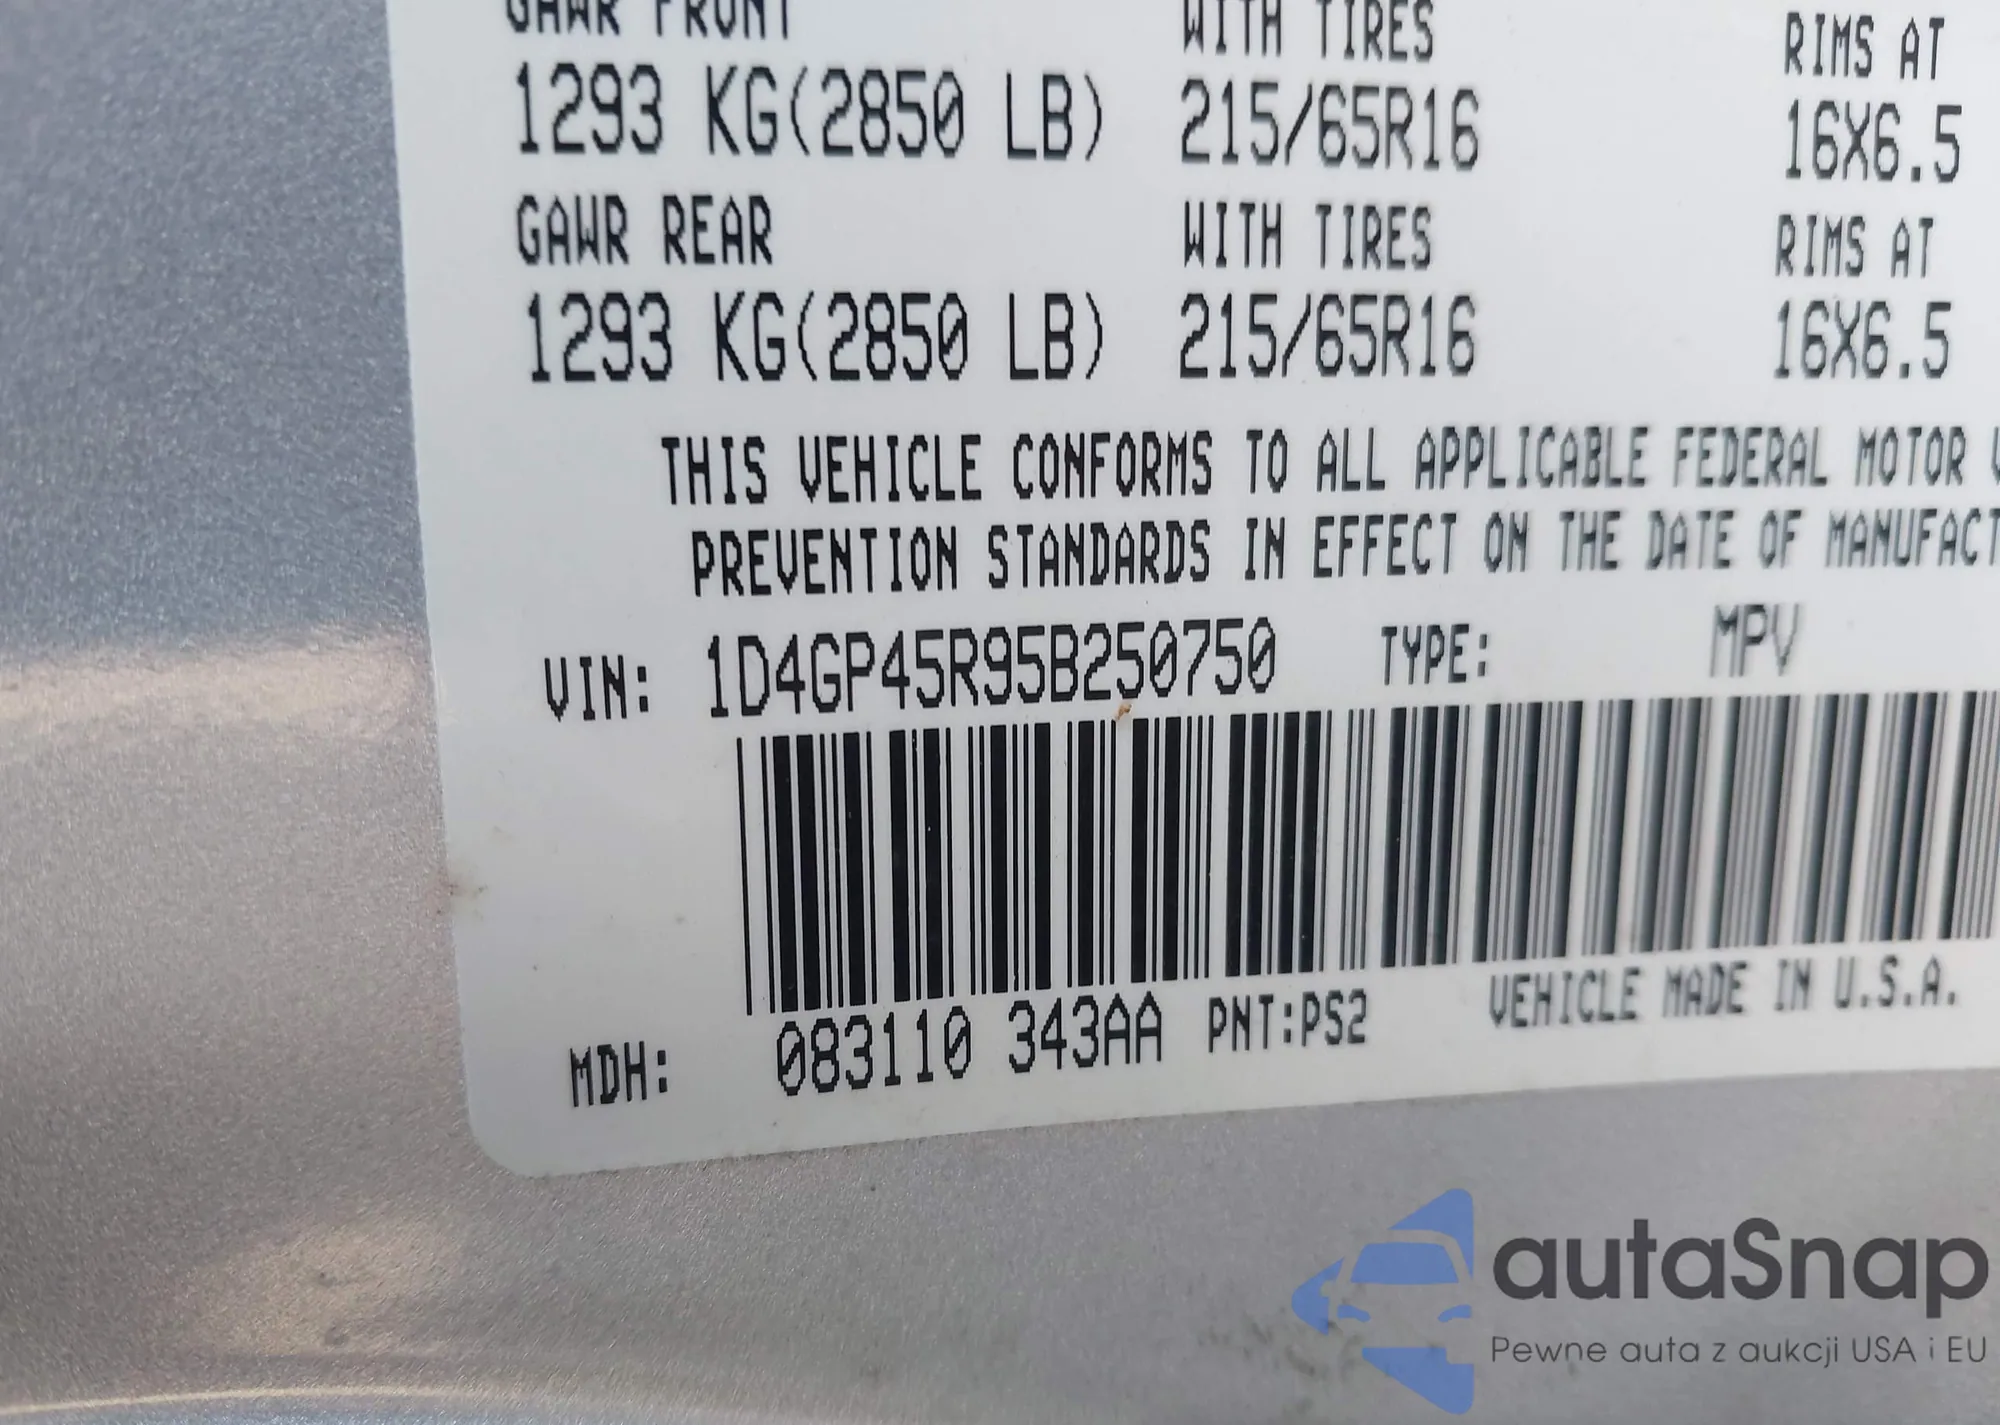 GAWR FRONT WITH TIRES RIMS AT
1293 KG(2850 LB) 215/65R16 16X6.5
GAWR REAR WITH TIRES RIMS AT
1293 KG(2850 LB) 215/65R16 16X6.5
THIS VEHICLE CONFORMS TO ALL APPLICABLE FEDERAL MOTOR V
PREVENTION STANDARDS IN EFFECT ON THE DATE OF MANUFACT
VIN: 1D4GP45R95B250750 TYPE: MPV
MDH: 083110 343AA PNT:PS2 VEHICLE MADE IN U.S.A.
autaSnap
Pewne auta z aukcji USA i EU